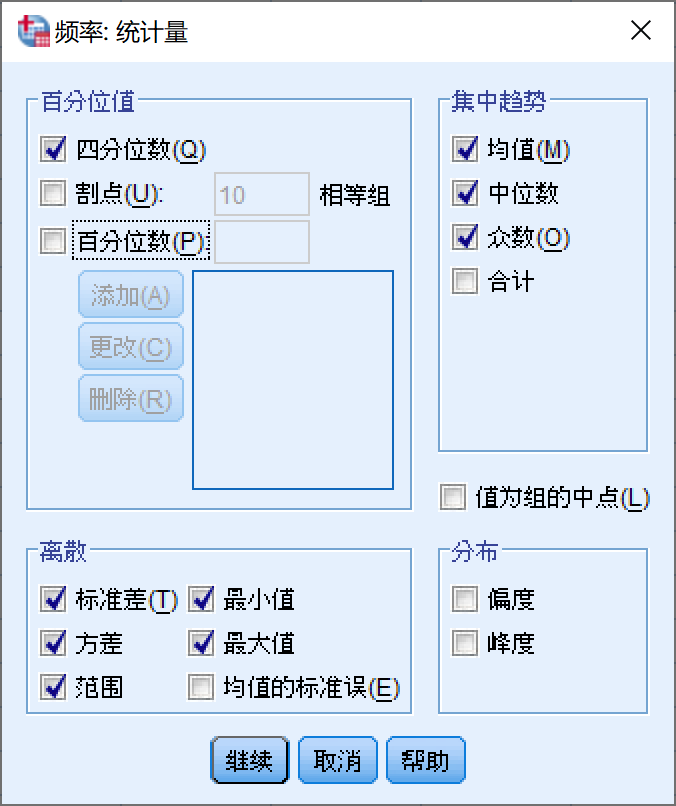 频率: 统计量
百分位值
四分位数(Q)
割点(U): 10 相等组
百分位数(P)
添加(A)
更改(C)
删除(R)
集中趋势
均值(M)
中位数
众数(O)
合计
值为组的中点(L)
离散
标准差(T) 最小值
方差 最大值
范围 均值的标准误(E)
分布
偏度
峰度
继续 取消 帮助